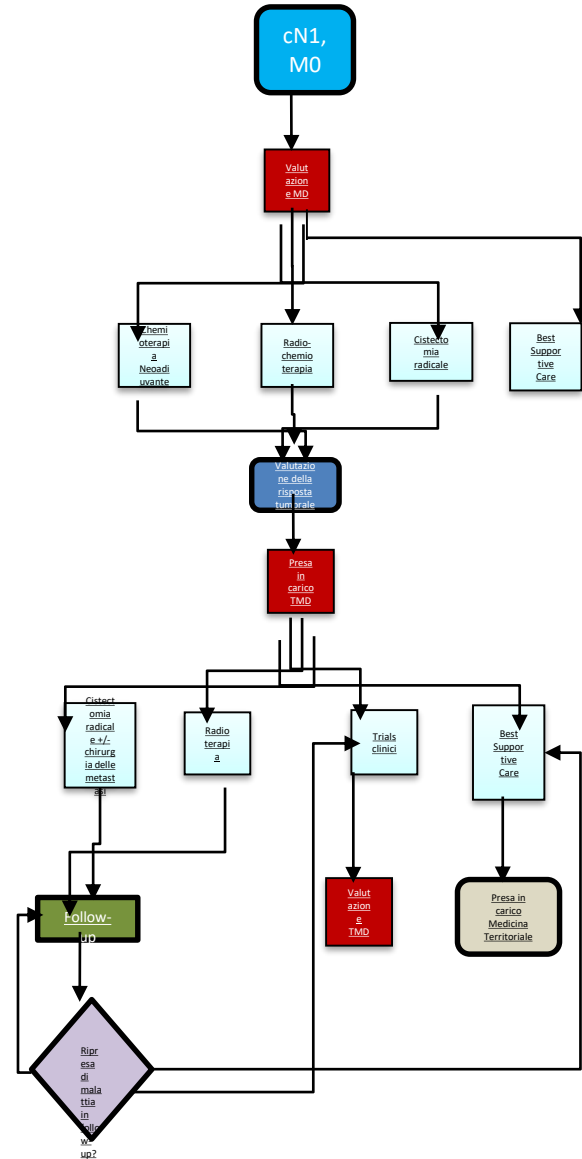 cN1,
M0
Valut
azion
e MD
Chemi
oterapi
a
Neoadi
uvante
Radio-
chemio
terapia
Cistecto
mia
radicale
Best
Suppor
tive
Care
Valutazio
ne della
risposta
tumorale
Presa
in
carico
TMD
Cistect
omia
radical
e +/-
chirur
gia delle
metast
asi
Radio
terapi
a
Trials
clinici
Best
Suppor
tive
Care
Follow-
up
Valut
azion
e
TMD
Presa in
carico
Medicina
Territoriale
Ripr
esa
di
mala
ttia
in
follo
w-
up?